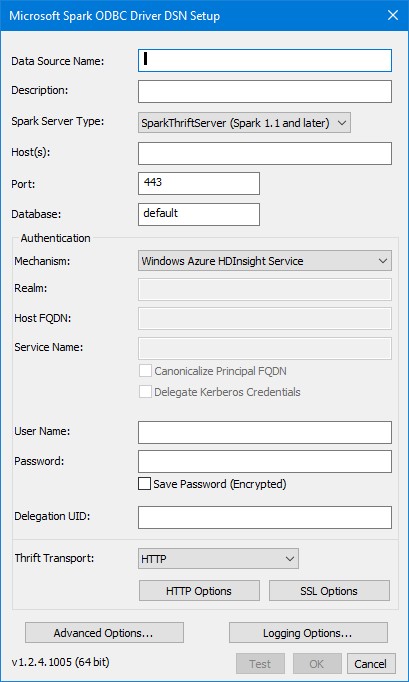 Microsoft Spark ODBC Driver DSN Setup
Data Source Name:
Description:
Spark Server Type: SparkThriftServer (Spark 1.1 and later)
Host(s):
Port: 443
Database: default
Authentication
Mechanism: Windows Azure HDInsight Service
Realm:
Host FQDN:
Service Name:
Canonicalize Principal FQDN
Delegate Kerberos Credentials
User Name:
Password:
Save Password (Encrypted)
Delegation UID:
Thrift Transport: HTTP
HTTP Options SSL Options
Advanced Options... Logging Options...
v1.2.4.1005 (64 bit) Test OK Cancel